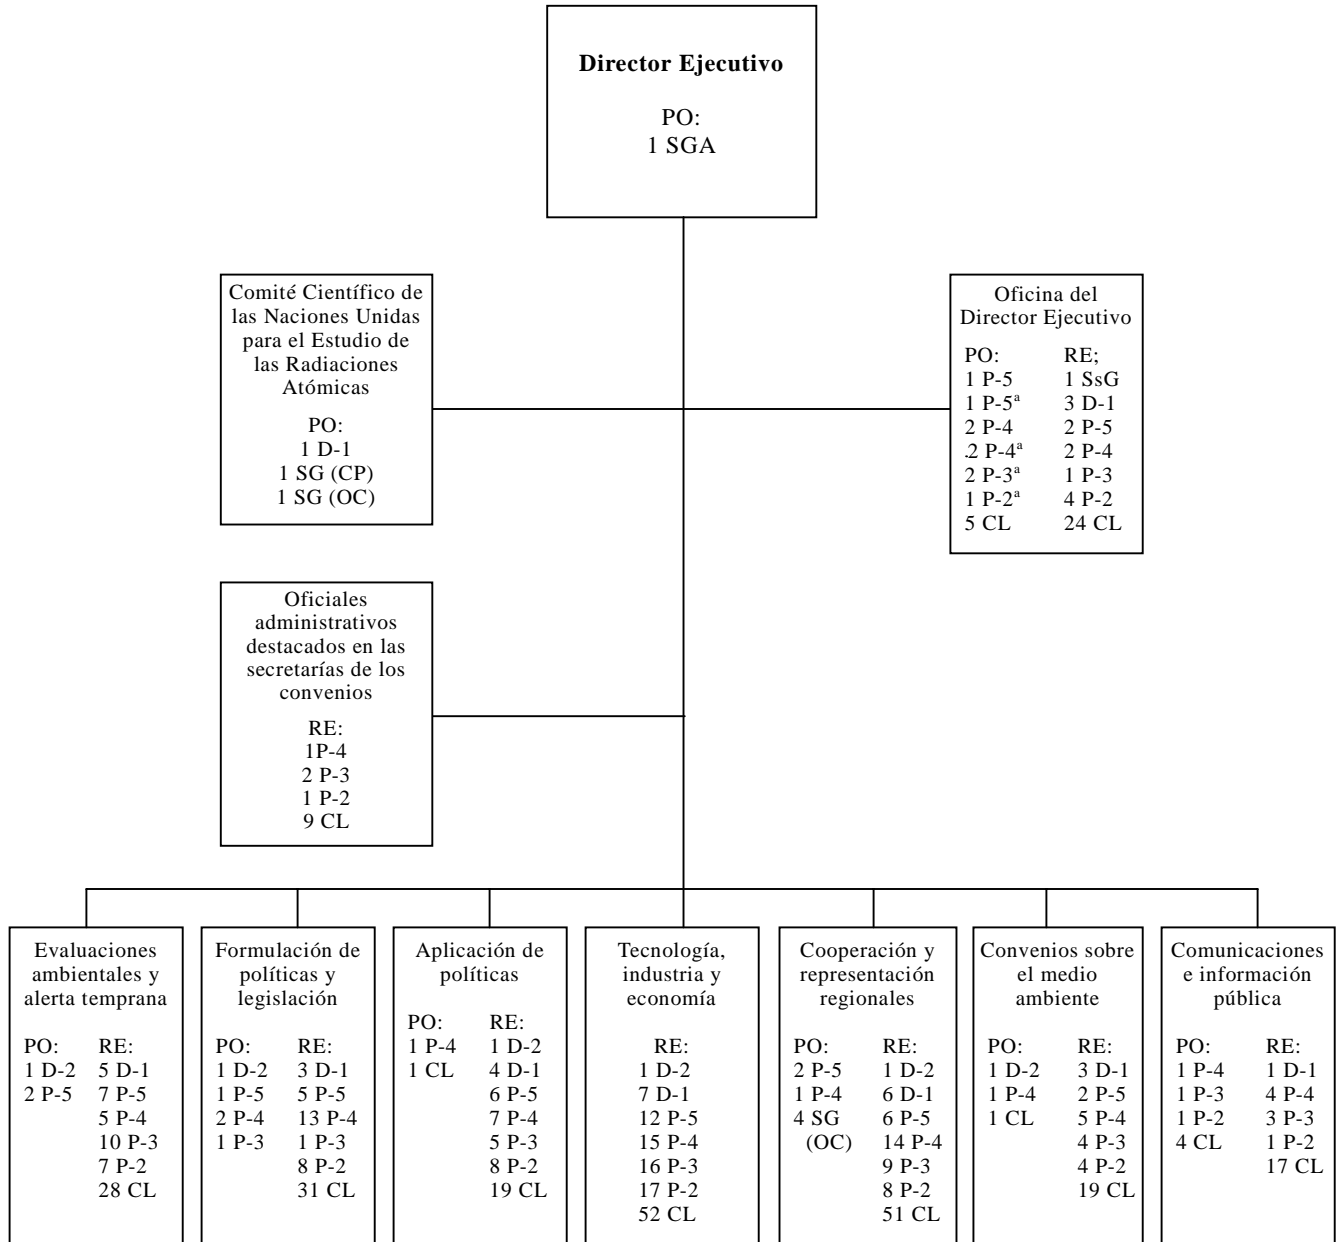 Director Ejecutivo
PO:
1 SGA
Comité Científico de
las Naciones Unidas
para el Estudio de
las Radiaciones
Atómicas
PO:
1 D-1
1 SG (CP)
1 SG (OC)
Oficina del
Director Ejecutivo
PO:
1 P-5
1 P-5ª
2 P-4
.2 P-4ª
2 P-3ª
1 P-2ª
5 CL
RE;
1 SsG
3 D-1
2 P-5
2 P-4
1 P-3
4 P-2
24 CL
Oficiales
administrativos
destacados en las
secretarías de los
convenios
RE:
1P-4
2 P-3
1 P-2
9 CL
Evaluaciones
ambientales y
alerta temprana
PO:
1 D-2
2 P-5
RE:
5 D-1
7 P-5
5 P-4
10 P-3
7 P-2
28 CL
Formulación de
políticas y
legislación
PO:
1 D-2
1 P-5
2 P-4
1 P-3
RE:
3 D-1
5 P-5
13 P-4
1 P-3
8 P-2
31 CL
Aplicación de
políticas
PO:
1 P-4
1 CL
RE:
1 D-2
4 D-1
6 P-5
7 P-4
5 P-3
8 P-2
19 CL
Tecnología,
industria y
economía
RE:
1 D-2
7 D-1
12 P-5
15 P-4
16 P-3
17 P-2
52 CL
Cooperación y
representación
regionales
PO:
2 P-5
1 P-4
4 SG
(OC)
RE:
1 D-2
6 D-1
6 P-5
14 P-4
9 P-3
8 P-2
51 CL
Convenios sobre
el medio
ambiente
PO:
1 D-2
1 P-4
1 CL
RE:
3 D-1
2 P-5
5 P-4
4 P-3
4 P-2
19 CL
Comunicaciones
e información
pública
PO:
1 P-4
1 P-3
1 P-2
4 CL
RE:
1 D-1
4 P-4
3 P-3
1 P-2
17 CL